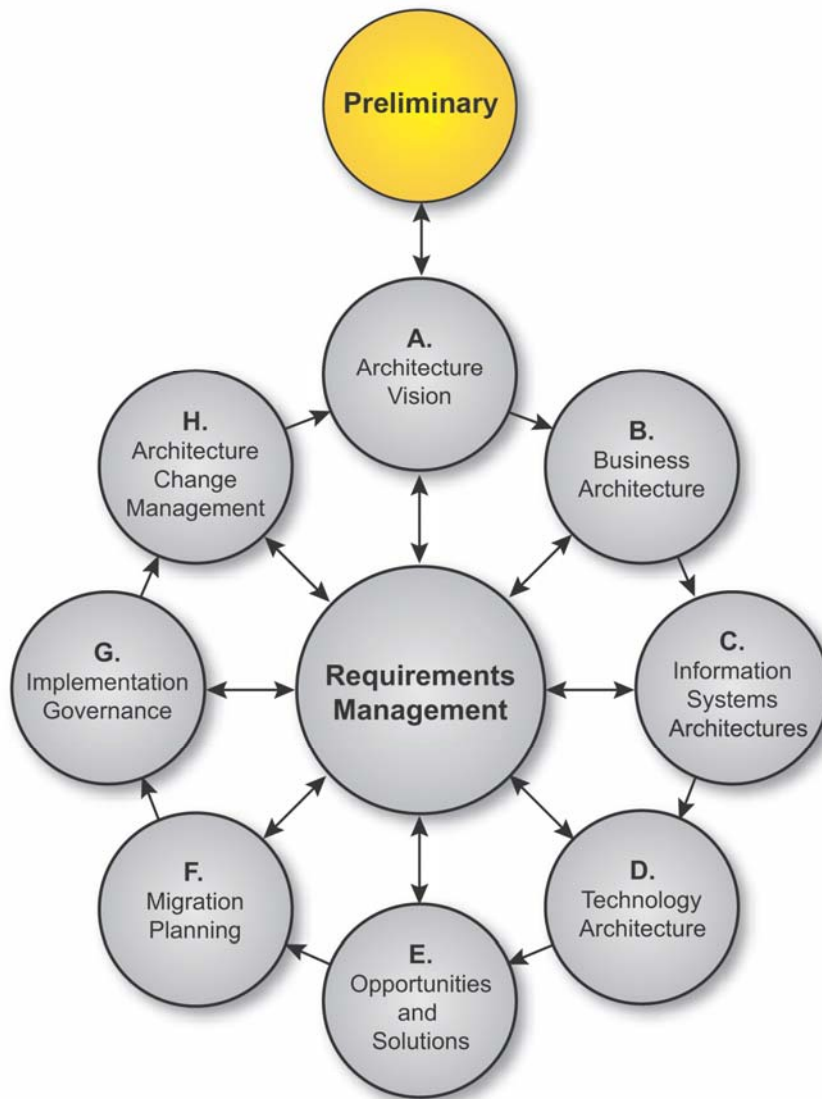 Preliminary
A.
Architecture
Vision
B.
Business
Architecture
C.
Information
Systems
Architectures
D.
Technology
Architecture
E.
Opportunities
and
Solutions
F.
Migration
Planning
G.
Implementation
Governance
H.
Architecture
Change
Management
Requirements
Management